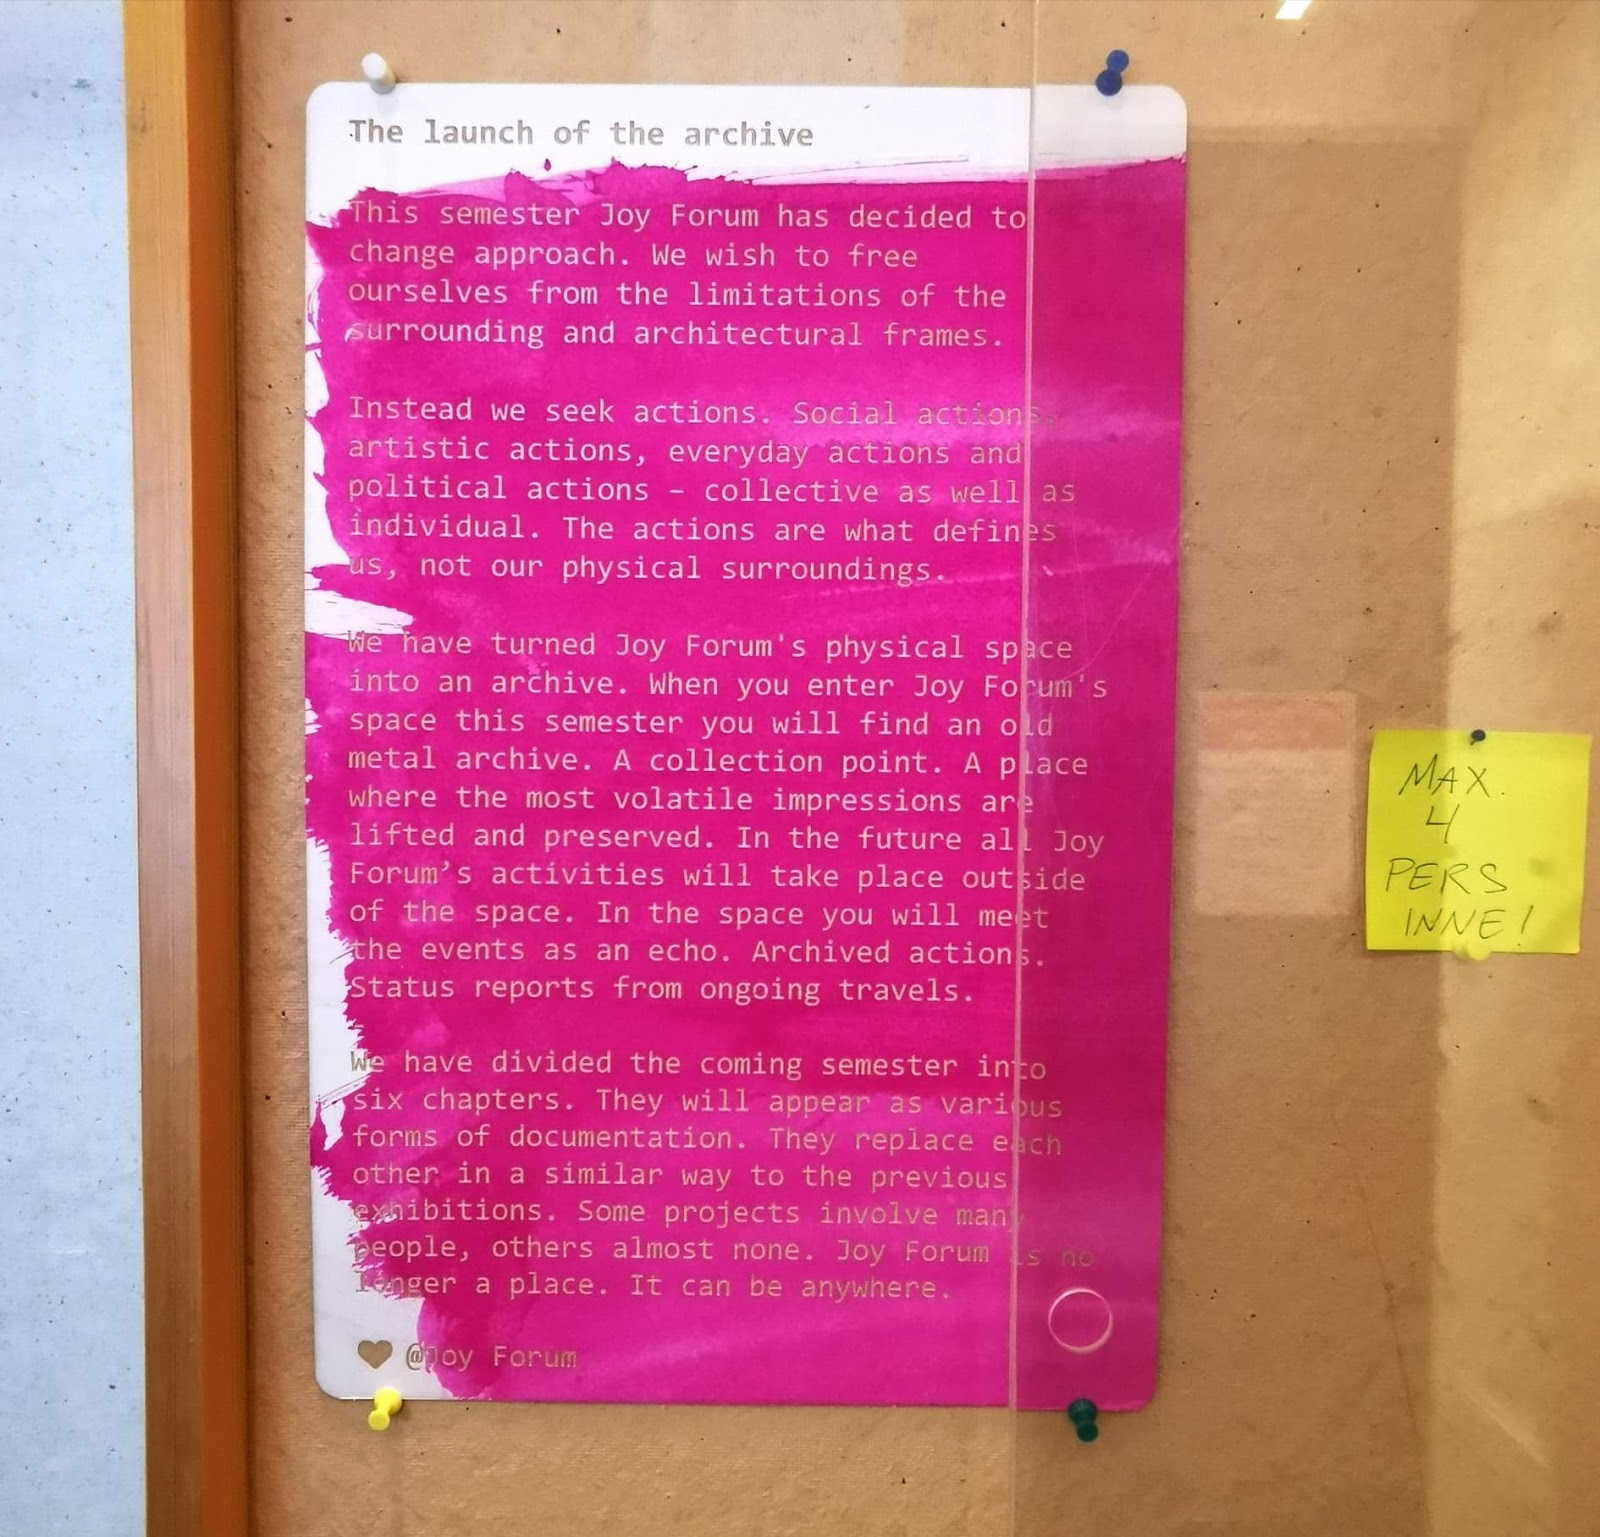 The launch of the archive
This semester Joy Forum has decided to
change approach. We wish to free
ourselves from the limitations of the
surrounding and architectural frames.
Instead we seek actions. Social actions,
artistic actions, everyday actions and
political actions – collective as well as
individual. The actions are what defines
us, not our physical surroundings.
We have turned Joy Forum's physical space
into an archive. When you enter Joy Forum's
space this semester you will find an old
metal archive. A collection point. A place
where the most volatile impressions are
lifted and preserved. In the future all Joy
Forum’s activities will take place outside
of the space. In the space you will meet
the events as an echo. Archived actions.
Status reports from ongoing travels.
We have divided the coming semester into
six chapters. They will appear as various
forms of documentation. They replace each
other in a similar way to the previous
exhibitions. Some projects involve many
people, others almost none. Joy Forum is no
longer a place. It can be anywhere.
♥ @Joy Forum
MAX.
4
PERS
INNE!